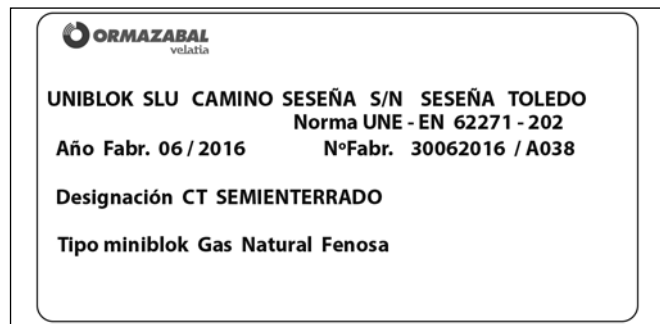 ORMAZABAL
velatia
UNIBLOK SLU CAMINO SESEÑA S/N SESEÑA TOLEDO
Norma UNE - EN 62271 - 202
Año Fabr. 06 / 2016 NºFabr. 30062016 / A038
Designación CT SEMIENTERRADO
Tipo miniblok Gas Natural Fenosa